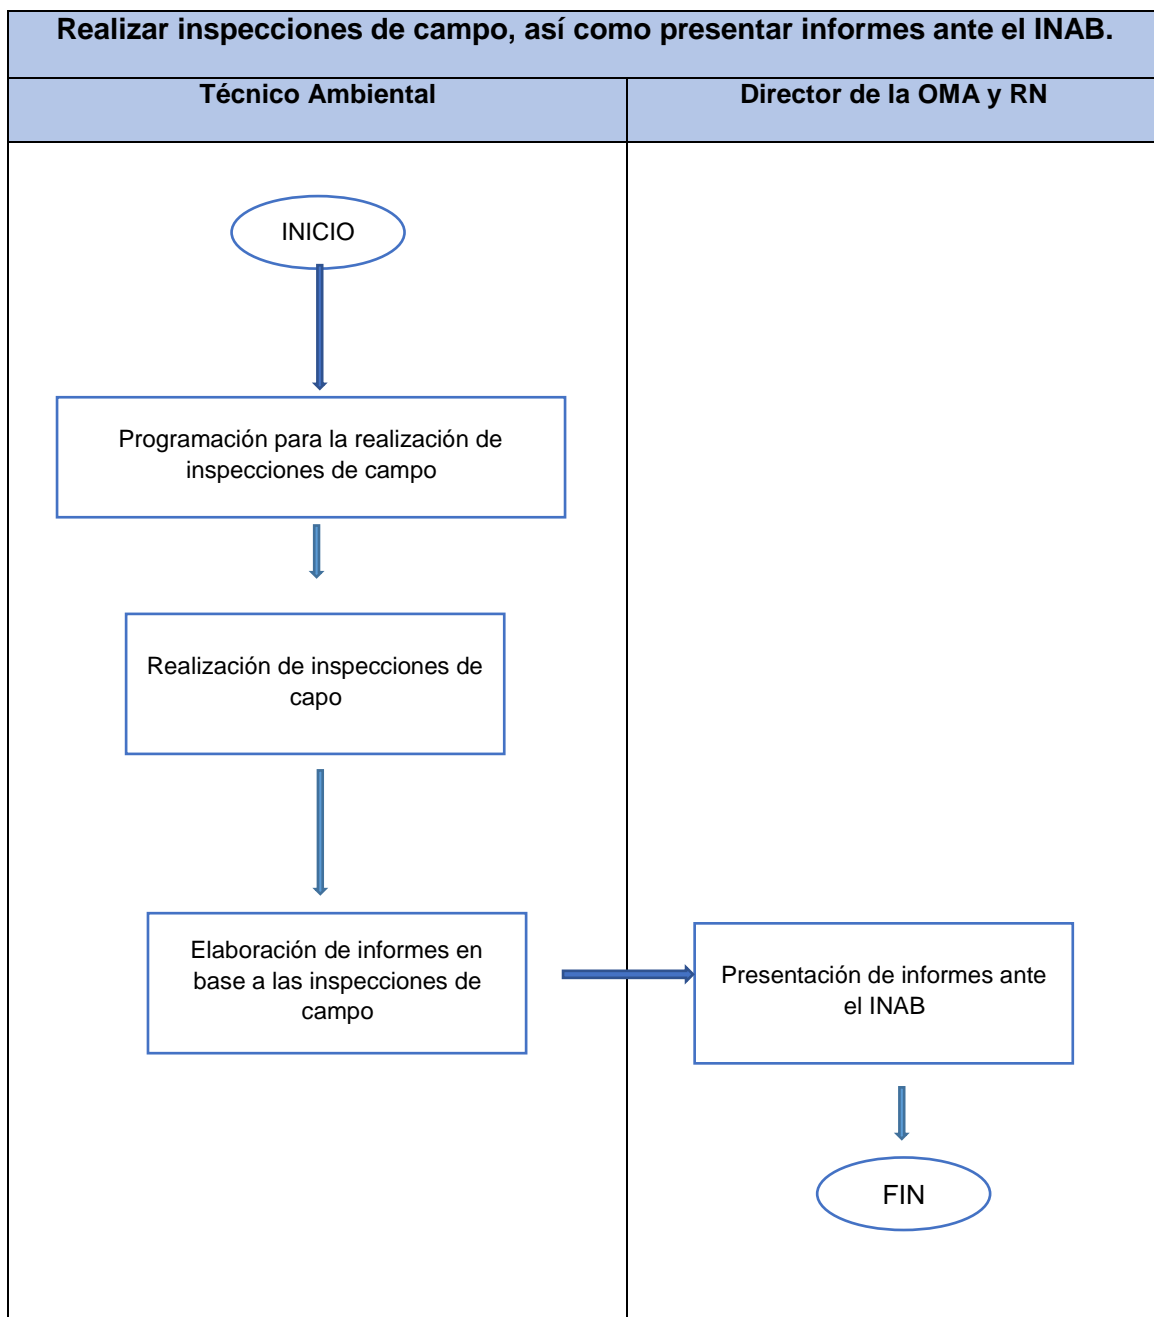 Realizar inspecciones de campo, así como presentar informes ante el INAB.
Técnico Ambiental
Director de la OMA y RN
INICIO
Programación para la realización de
inspecciones de campo
Realización de inspecciones de
capo
Elaboración de informes en
base a las inspecciones de
campo
Presentación de informes ante
el INAB
FIN